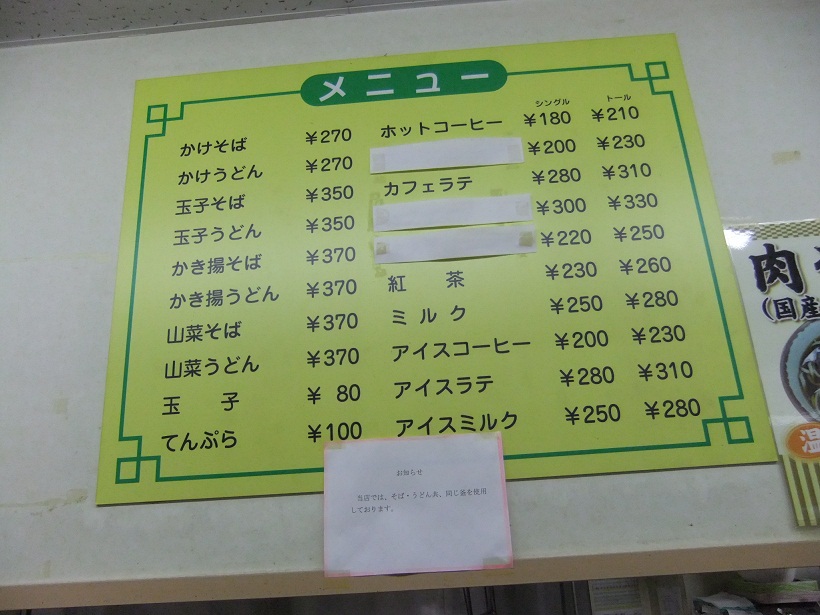 メニュー
かけそば ¥270
かけうどん ¥270
玉子そば ¥350
玉子うどん ¥350
かき揚そば ¥370
かき揚うどん ¥370
山菜そば ¥370
山菜うどん ¥370
玉　子 ¥ 80
てんぷら ¥100
シングル トール
ホットコーヒー ¥180 ¥210
¥200 ¥230
カフェラテ ¥280 ¥310
¥300 ¥330
¥220 ¥250
紅　茶 ¥230 ¥260
ミルク ¥250 ¥280
アイスコーヒー ¥200 ¥230
アイスラテ ¥280 ¥310
アイスミルク ¥250 ¥280
お知らせ
当店では、そば・うどん共、同じ釜を使用
しております。
肉そ
(国産
温